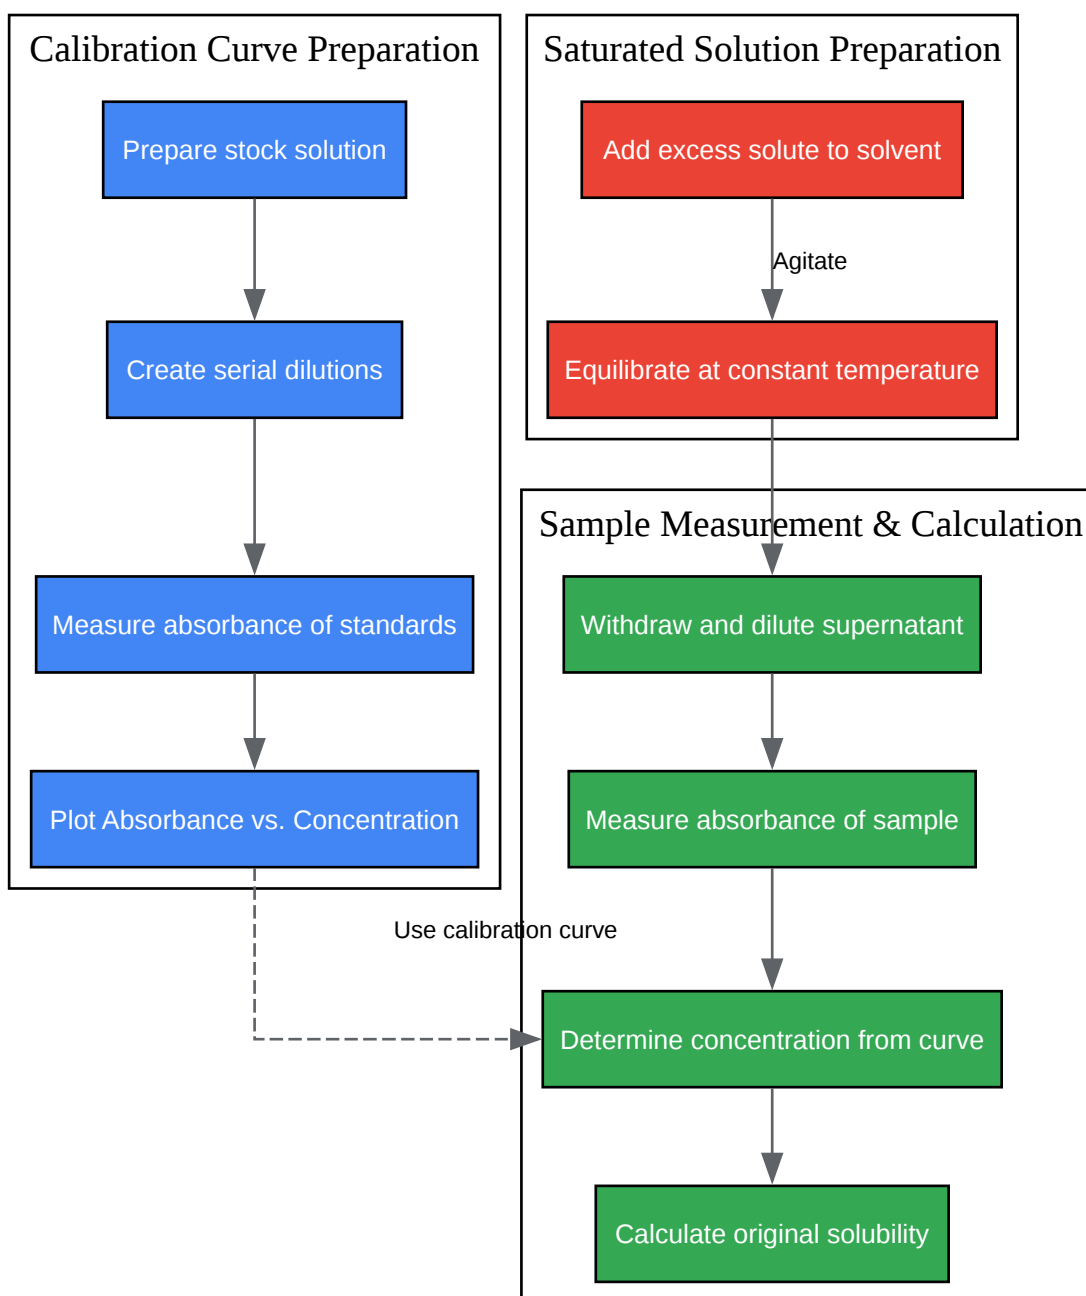 Calibration Curve Preparation
Prepare stock solution
Create serial dilutions
Measure absorbance of standards
Plot Absorbance vs. Concentration
Saturated Solution Preparation
Add excess solute to solvent
Agitate
Equilibrate at constant temperature
Sample Measurement & Calculation
Withdraw and dilute supernatant
Measure absorbance of sample
Use calibration curve
Determine concentration from curve
Calculate original solubility